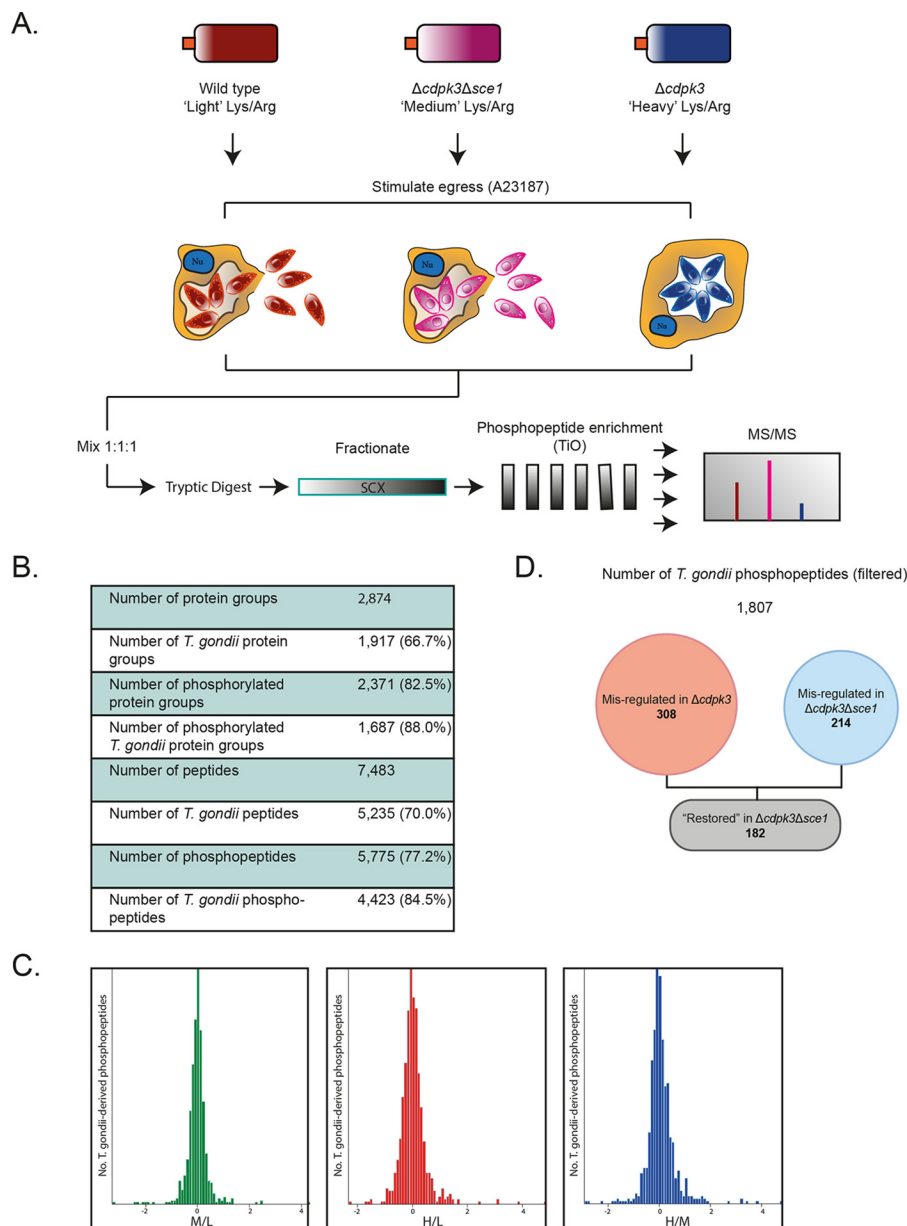 A.
Wild type
'Light' Lys/Arg
Δcdpk3Δsce1
'Medium' Lys/Arg
Δcdpk3
'Heavy' Lys/Arg
Stimulate egress (A23187)
Nu
Nu
Nu
Mix 1:1:1
Tryptic Digest
Fractionate
SCX
Phosphopeptide enrichment
(TiO)
MS/MS
B.
Number of protein groups 2,874
Number of T. gondii protein
groups 1,917 (66.7%)
Number of phosphorylated
protein groups 2,371 (82.5%)
Number of phosphorylated
T. gondii protein groups 1,687 (88.0%)
Number of peptides 7,483
Number of T. gondii peptides 5,235 (70.0%)
Number of phosphopeptides 5,775 (77.2%)
Number of T. gondii phospho-
peptides 4,423 (84.5%)
D.
Number of T. gondii phosphopeptides (filtered)
1,807
Mis-regulated in Δcdpk3
308
Mis-regulated in
Δcdpk3Δsce1
214
"Restored" in Δcdpk3Δsce1
182
C.
No. T. gondii-derived phosphopeptides
-2 0 2 4
M/L
No. T. gondii-derived phosphopeptides
-2 0 2 4
H/L
No. T. gondii-derived phosphopeptides
-2 0 2 4
H/M